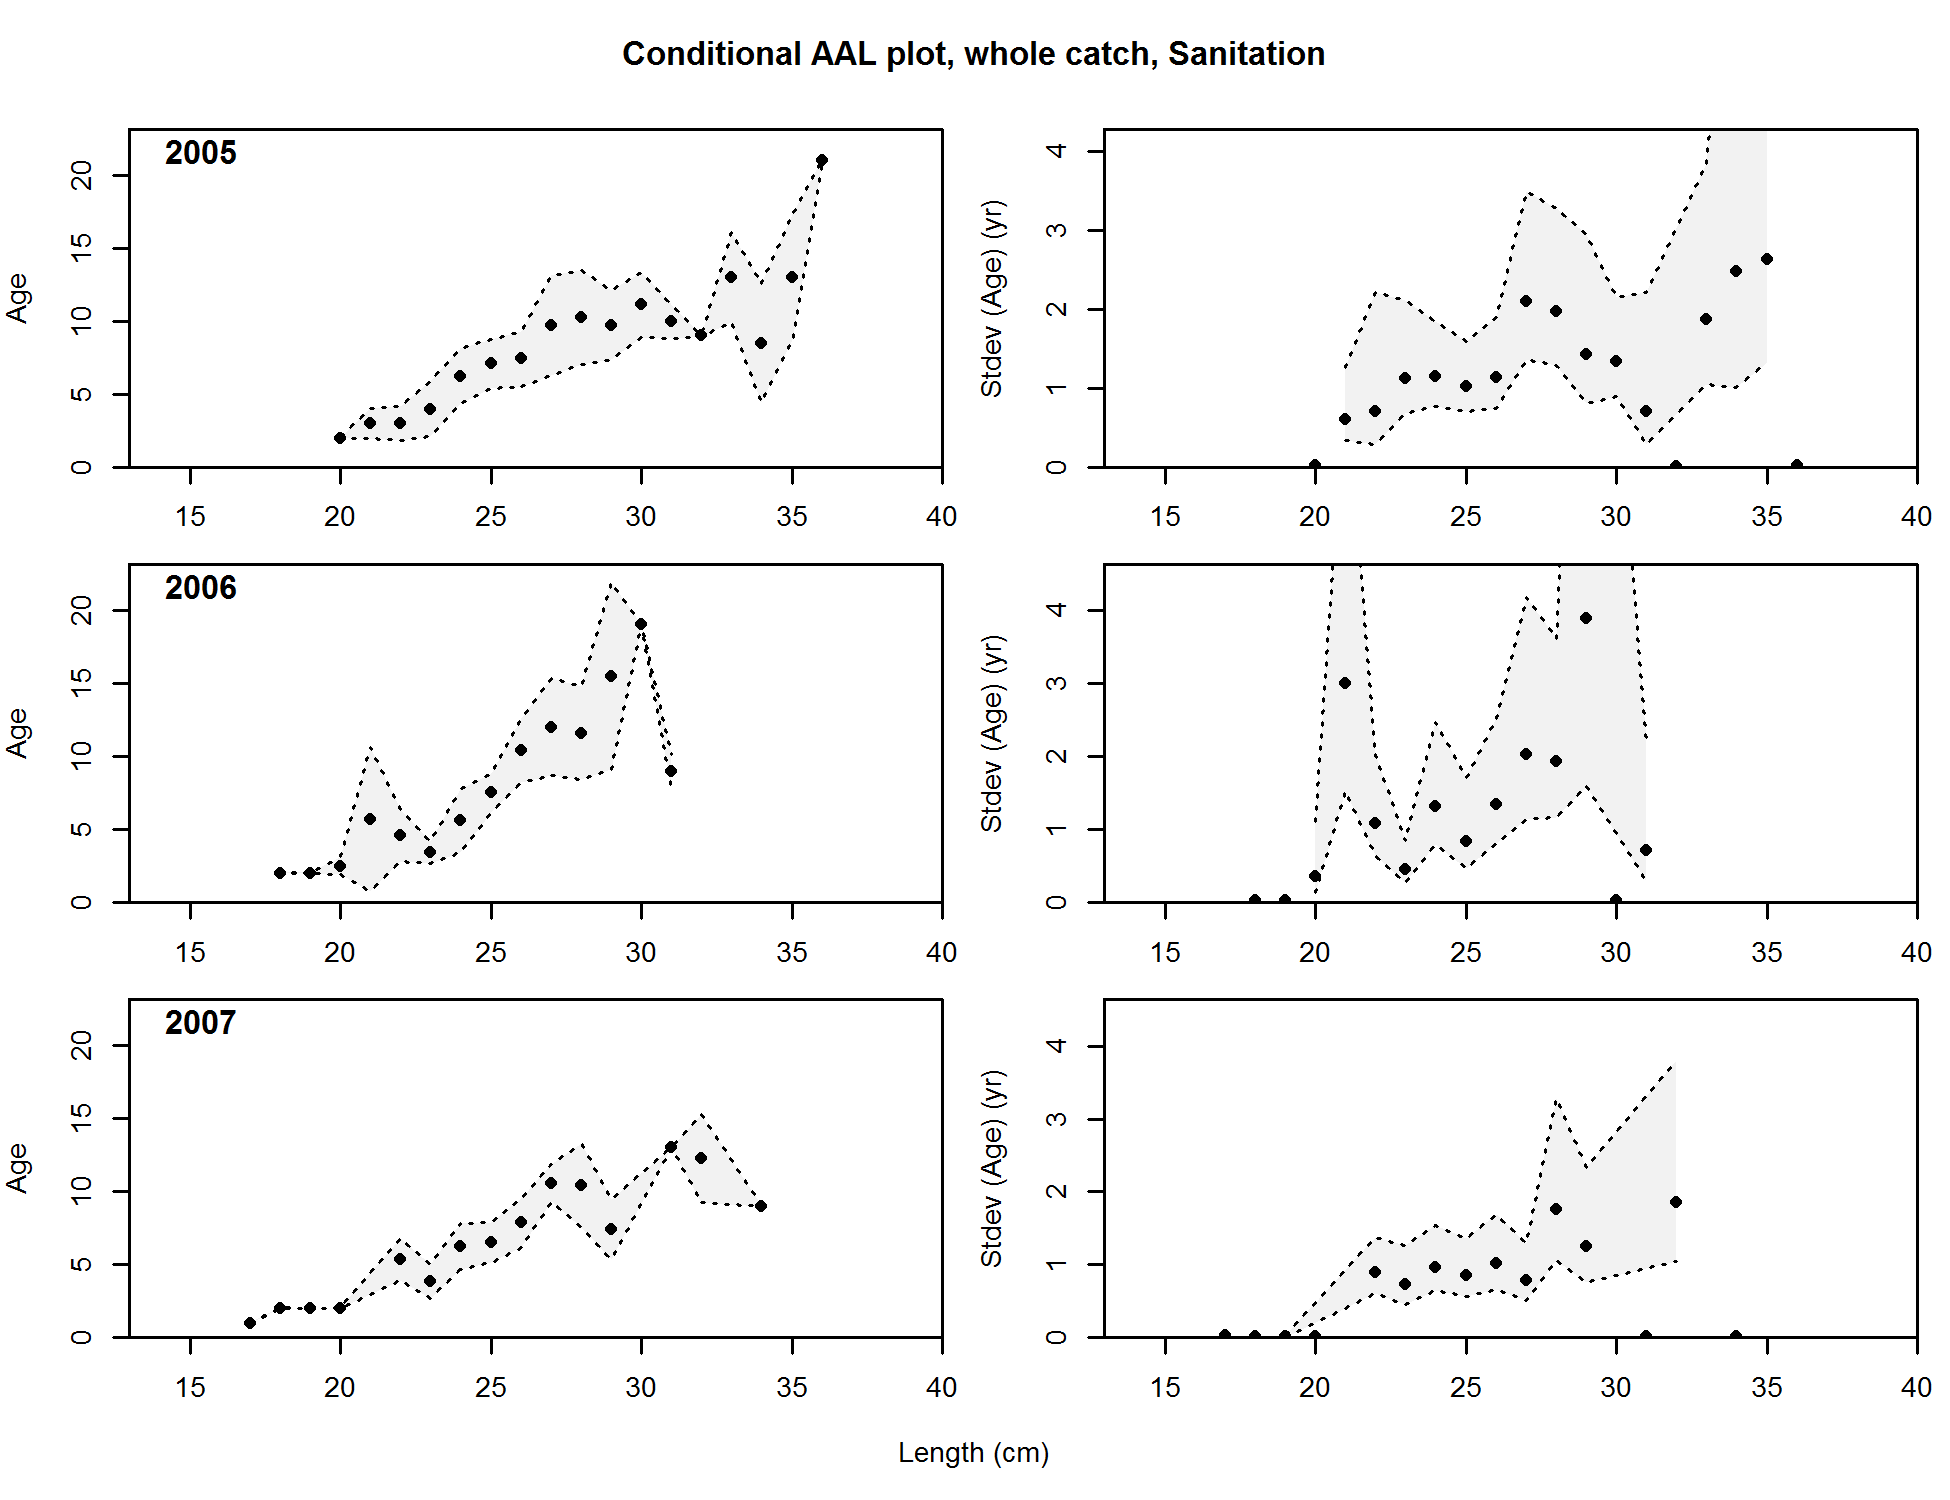 Conditional AAL plot, whole catch, Sanitation
2005
Age
0 5 10 15 20
15 20 25 30 35 40
Stdev (Age) (yr)
0 1 2 3 4
15 20 25 30 35 40
2006
Age
0 5 10 15 20
15 20 25 30 35 40
Stdev (Age) (yr)
0 1 2 3 4
15 20 25 30 35 40
2007
Age
0 5 10 15 20
15 20 25 30 35 40
Stdev (Age) (yr)
0 1 2 3 4
15 20 25 30 35 40
Length (cm)